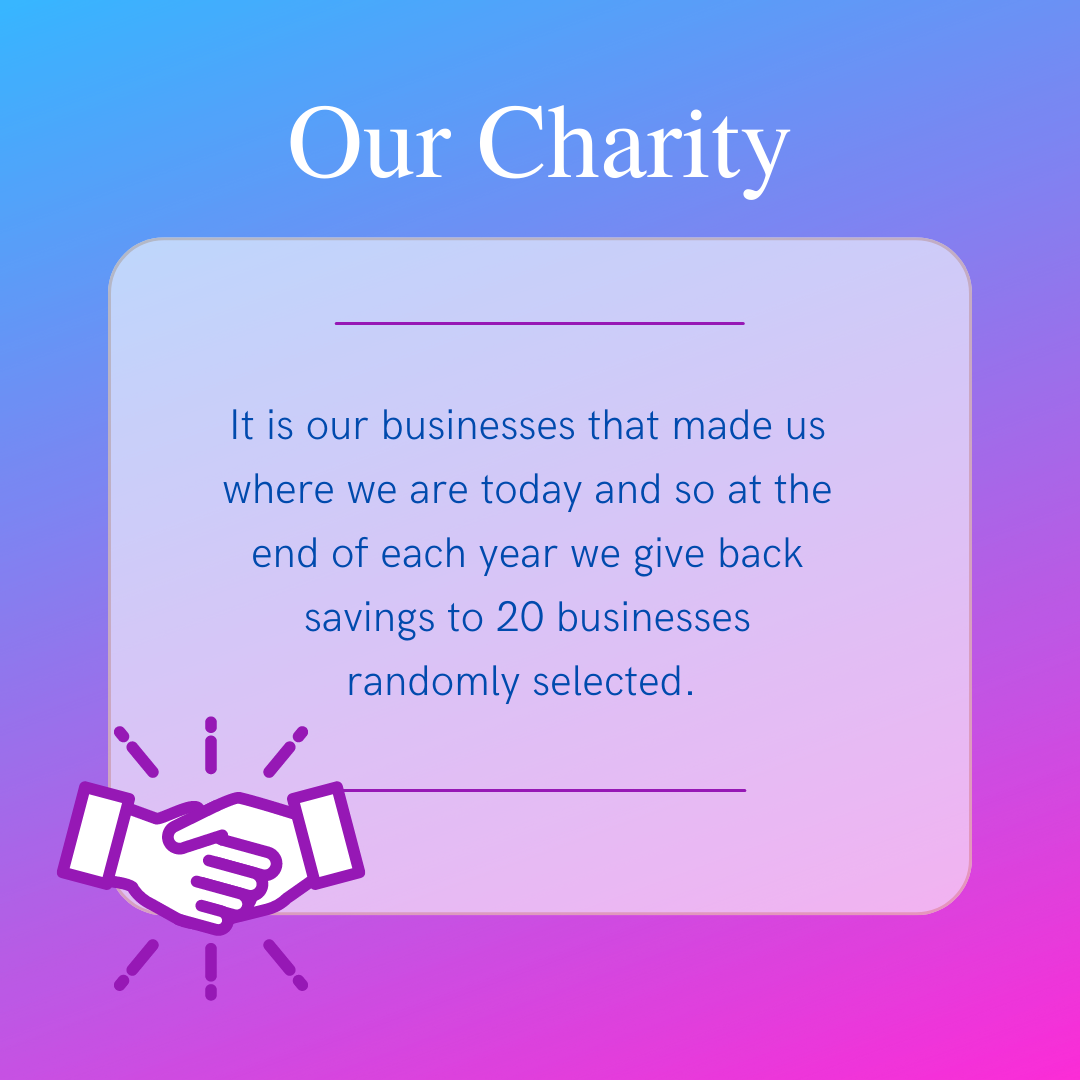 Our Charity
It is our businesses that made us
where we are today and so at the
end of each year we give back
savings to 20 businesses
randomly selected.